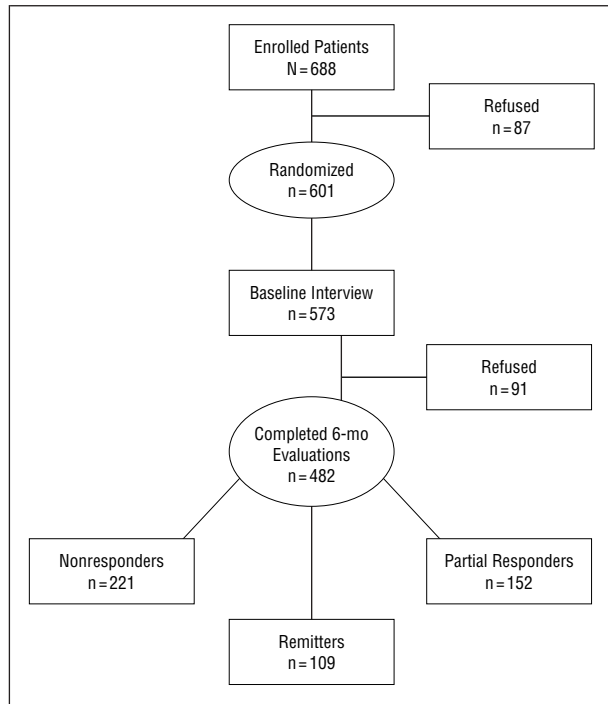 Enrolled Patients
N=688
Refused
n=87
Randomized
n=601
Baseline Interview
n=573
Refused
n=91
Completed 6-mo
Evaluations
n=482
Nonresponders
n=221
Partial Responders
n=152
Remitters
n=109